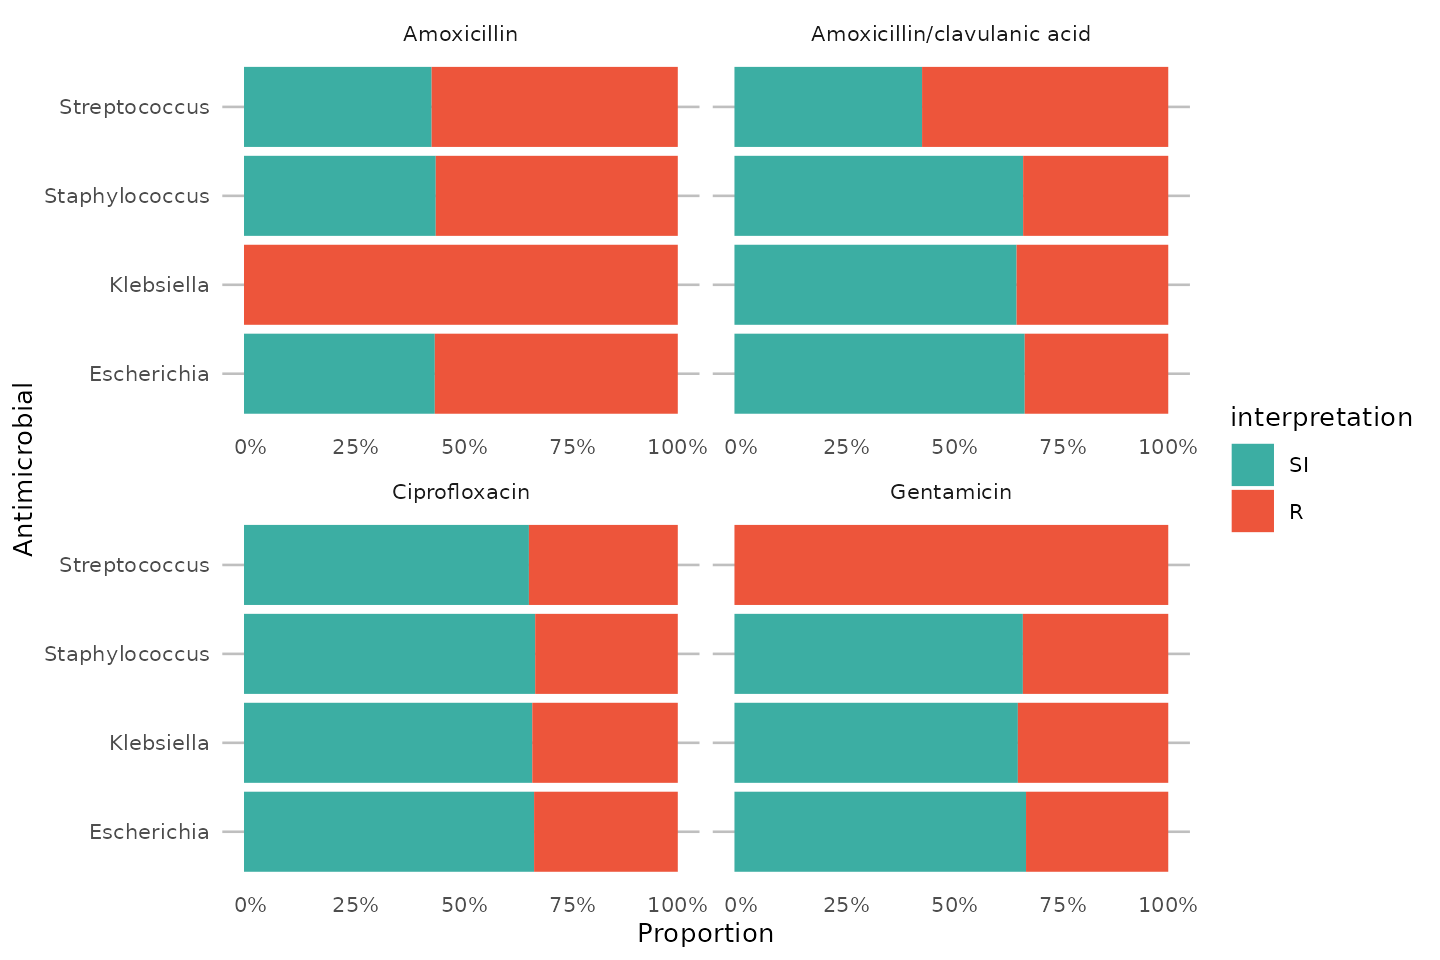 Amoxicillin
Amoxicillin/clavulanic acid
Streptococcus
Staphylococcus
Klebsiella
Escherichia
0% 25% 50% 75% 100%
0% 25% 50% 75% 100%
Ciprofloxacin
Gentamicin
Streptococcus
Staphylococcus
Klebsiella
Escherichia
0% 25% 50% 75% 100%
0% 25% 50% 75% 100%
Antimicrobial
Proportion
interpretation
SI
R